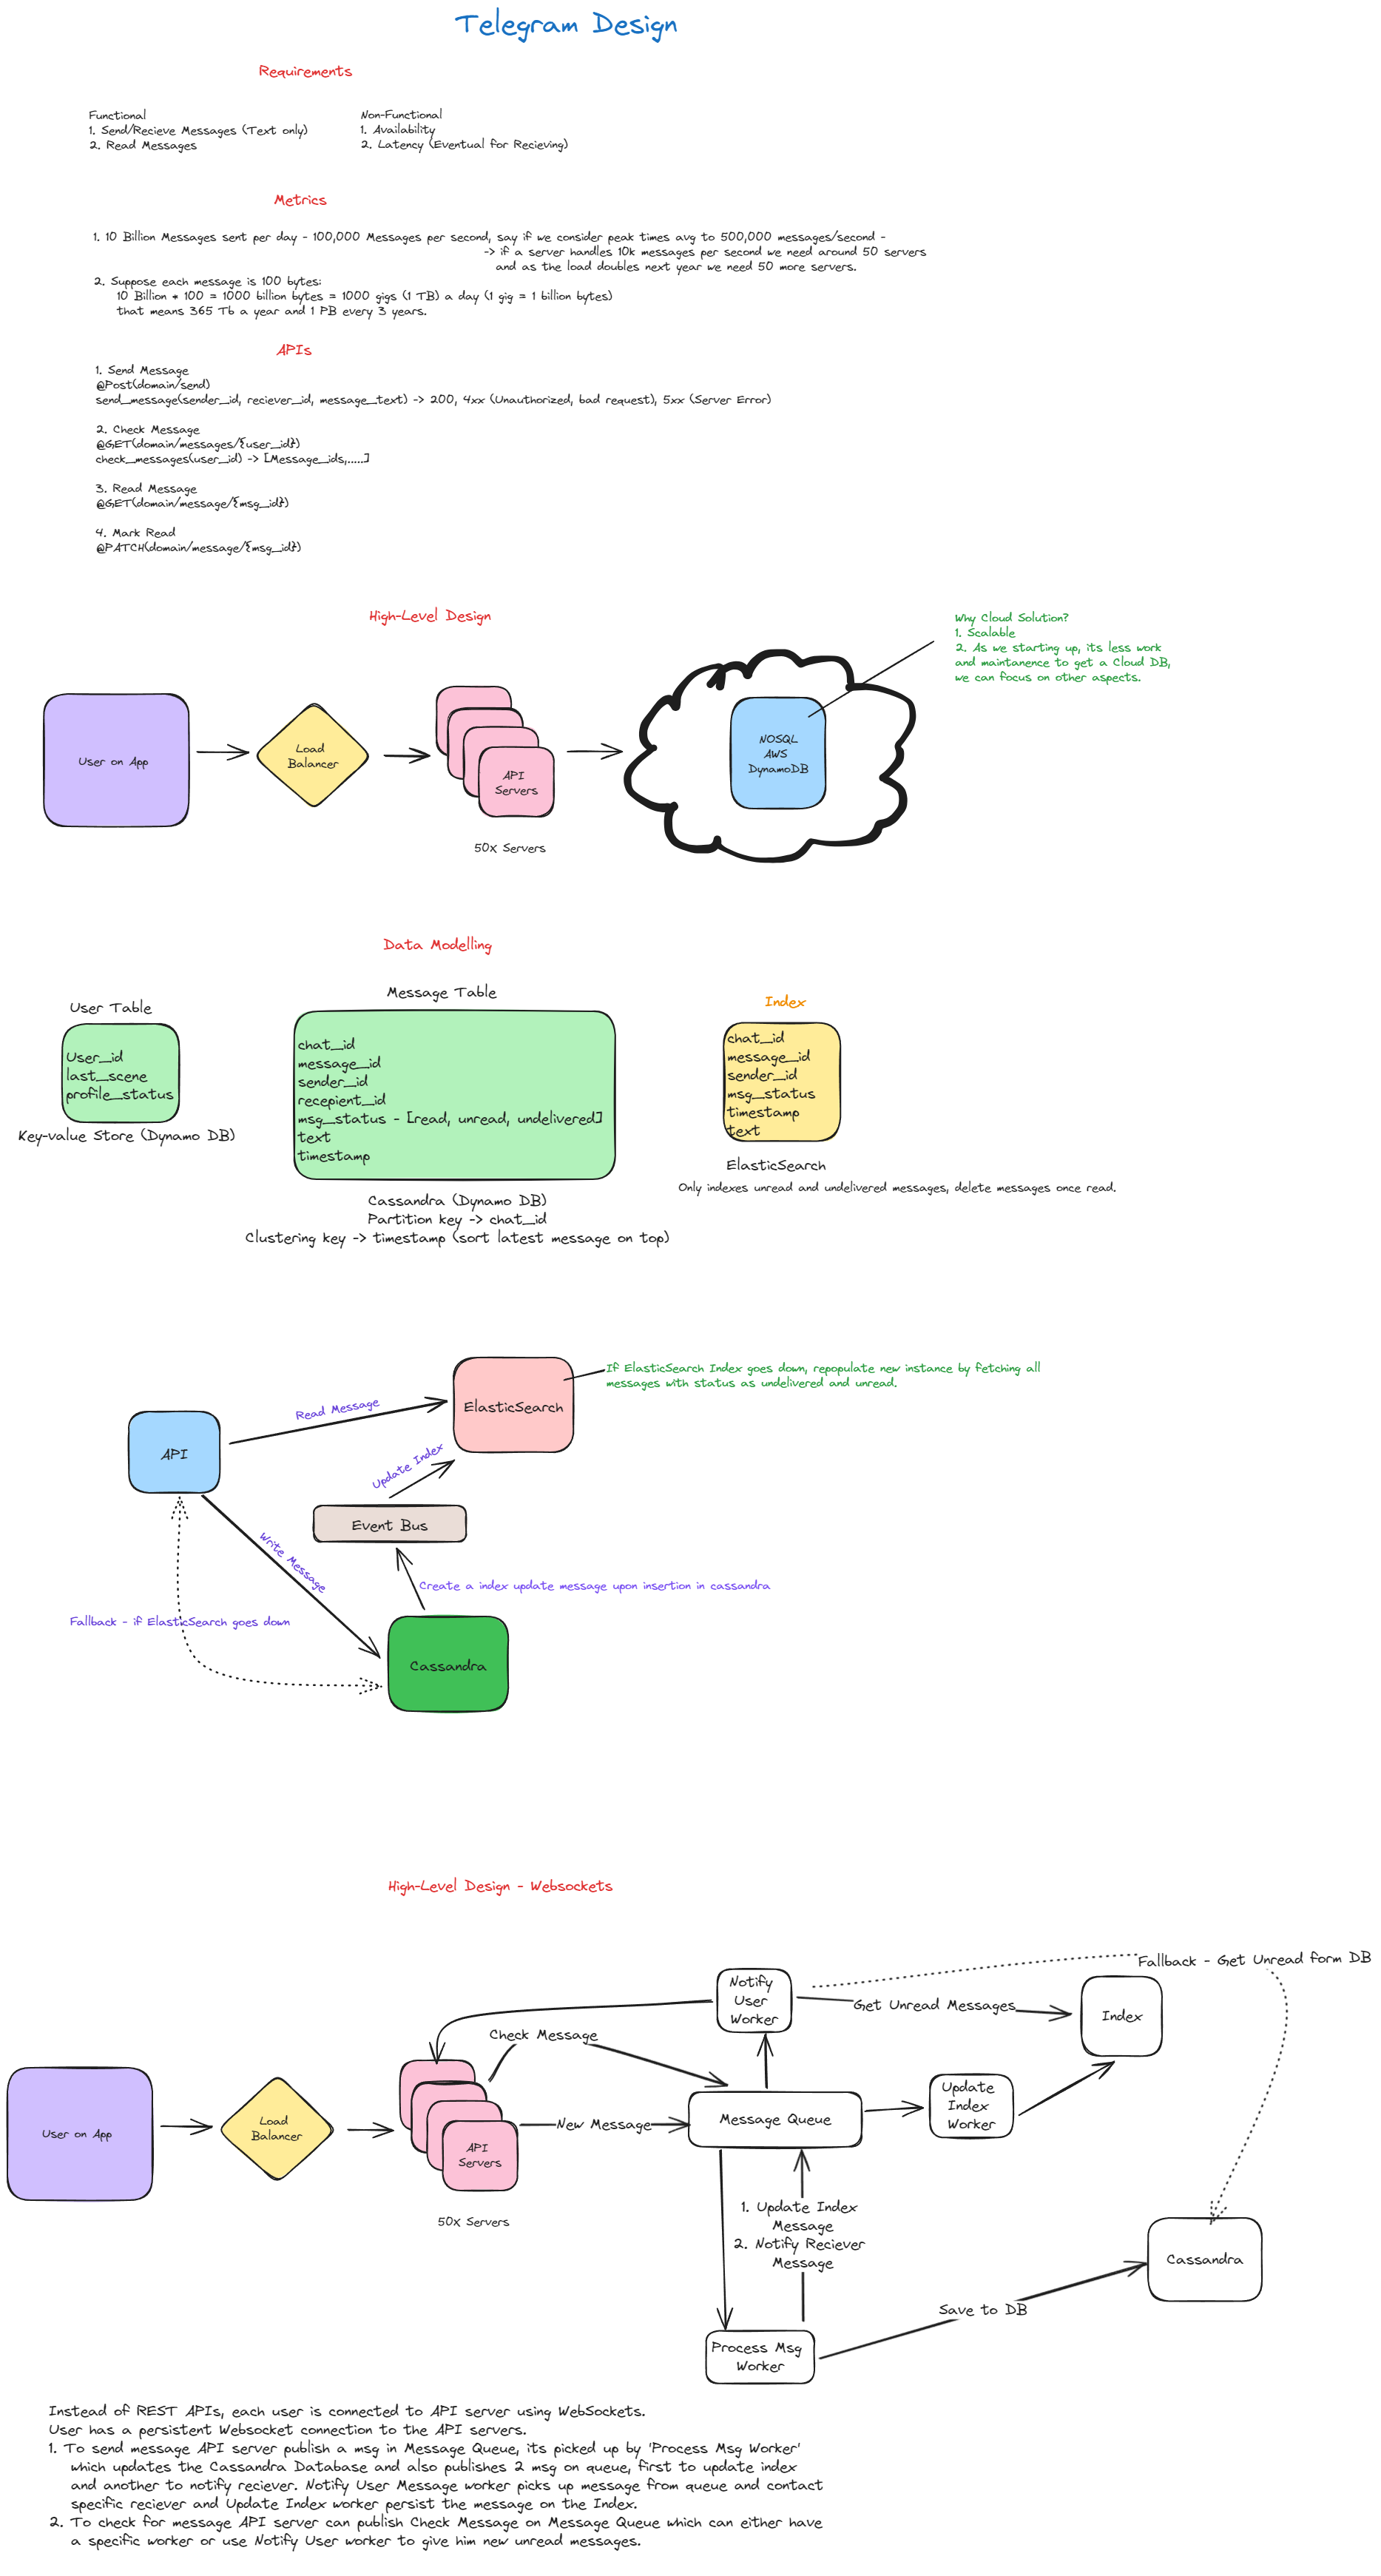 Telegram Design
Requirements
Functional
1. Send/Recieve Messages (Text only)
2. Read Messages
Non-Functional
1. Availability
2. Latency (Eventual for Recieving)
Metrics
1. 10 Billion Messages sent per day - 100,000 Messages per second, say if we consider peak times avg to 500,000 messages/second -
-> if a server handles 10k messages per second we need around 50 servers
and as the load doubles next year we need 50 more servers.
2. Suppose each message is 100 bytes:
10 Billion * 100 = 1000 billion bytes = 1000 gigs (1 TB) a day (1 gig = 1 billion bytes)
that means 365 Tb a year and 1 PB every 3 years.
APIs
1. Send Message
@Post(domain/send)
send_message(sender_id, reciever_id, message_text) -> 200, 4xx (Unauthorized, bad request), 5xx (Server Error)
2. Check Message
@GET(domain/messages/{user_id})
check_messages(user_id) -> [Message_ids,.....]
3. Read Message
@GET(domain/message/{msg_id})
4. Mark Read
@PATCH(domain/message/{msg_id})
High-Level Design
Why Cloud Solution?
1. Scalable
2. As we starting up, its less work
and maintanence to get a Cloud DB,
we can focus on other aspects.
User on App
Load
Balancer
API
Servers
50x Servers
NOSQL
AWS
DynamoDB
Data Modelling
User Table
User_id
last_scene
profile_status
Key-value Store (Dynamo DB)
Message Table
chat_id
message_id
sender_id
recepient_id
msg_status - [read, unread, undelivered]
text
timestamp
Cassandra (Dynamo DB)
Partition key -> chat_id
Clustering key -> timestamp (sort latest message on top)
Index
chat_id
message_id
sender_id
msg_status
timestamp
text
ElasticSearch
Only indexes unread and undelivered messages, delete messages once read.
If ElasticSearch Index goes down, repopulate new instance by fetching all
messages with status as undelivered and unread.
ElasticSearch
Read Message
API
Update Index
Event Bus
Write Message
Create a index update message upon insertion in cassandra
Fallback - if ElasticSearch goes down
Cassandra
High-Level Design - Websockets
Fallback - Get Unread form DB
Notify
User
Worker
Get Unread Messages
Index
Check Message
User on App
Load
Balancer
API
Servers
50x Servers
New Message
Message Queue
Update
Index
Worker
1. Update Index
Message
2. Notify Reciever
Message
Cassandra
Save to DB
Process Msg
Worker
Instead of REST APIs, each user is connected to API server using WebSockets.
User has a persistent Websocket connection to the API servers.
1. To send message API server publish a msg in Message Queue, its picked up by 'Process Msg Worker'
which updates the Cassandra Database and also publishes 2 msg on queue, first to update index
and another to notify reciever. Notify User Message worker picks up message from queue and contact
specific reciever and Update Index worker persist the message on the Index.
2. To check for message API server can publish Check Message on Message Queue which can either have
a specific worker or use Notify User worker to give him new unread messages.